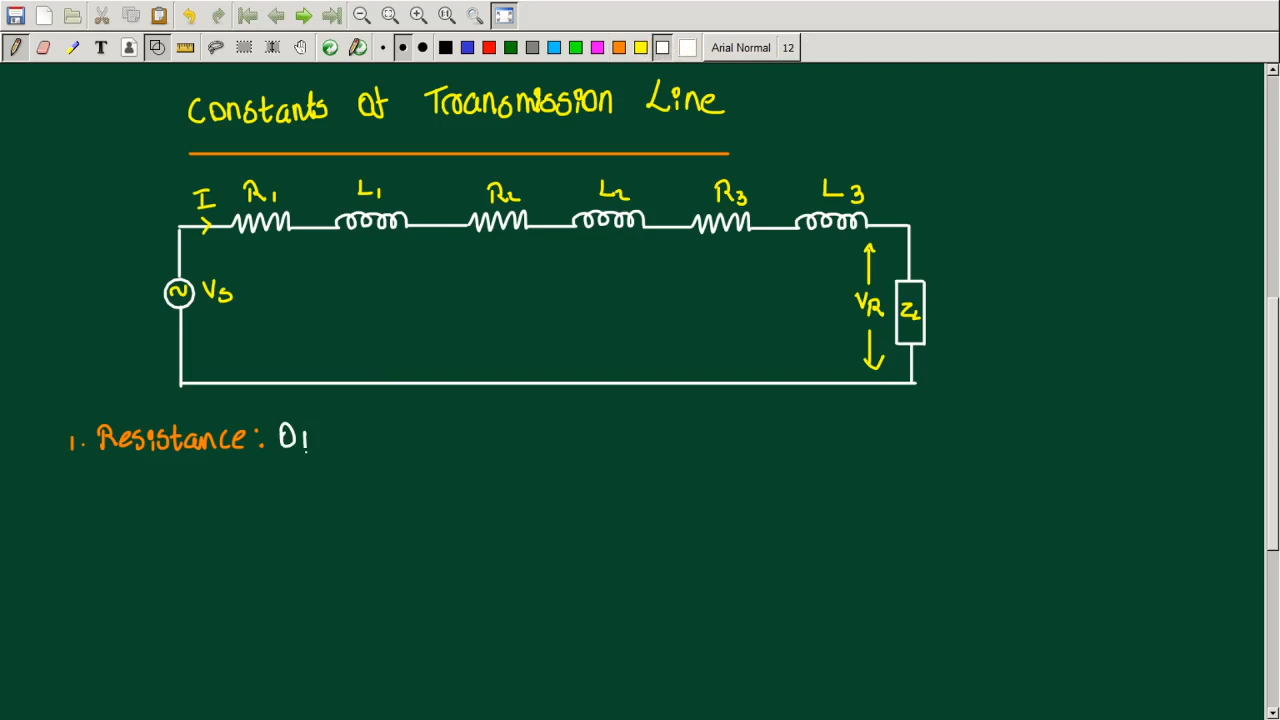 Arial Normal 12
Constants of Transmission Line
I R1 L1 R2 L2 R3 L3
~ VS VR ZL
1. Resistance: